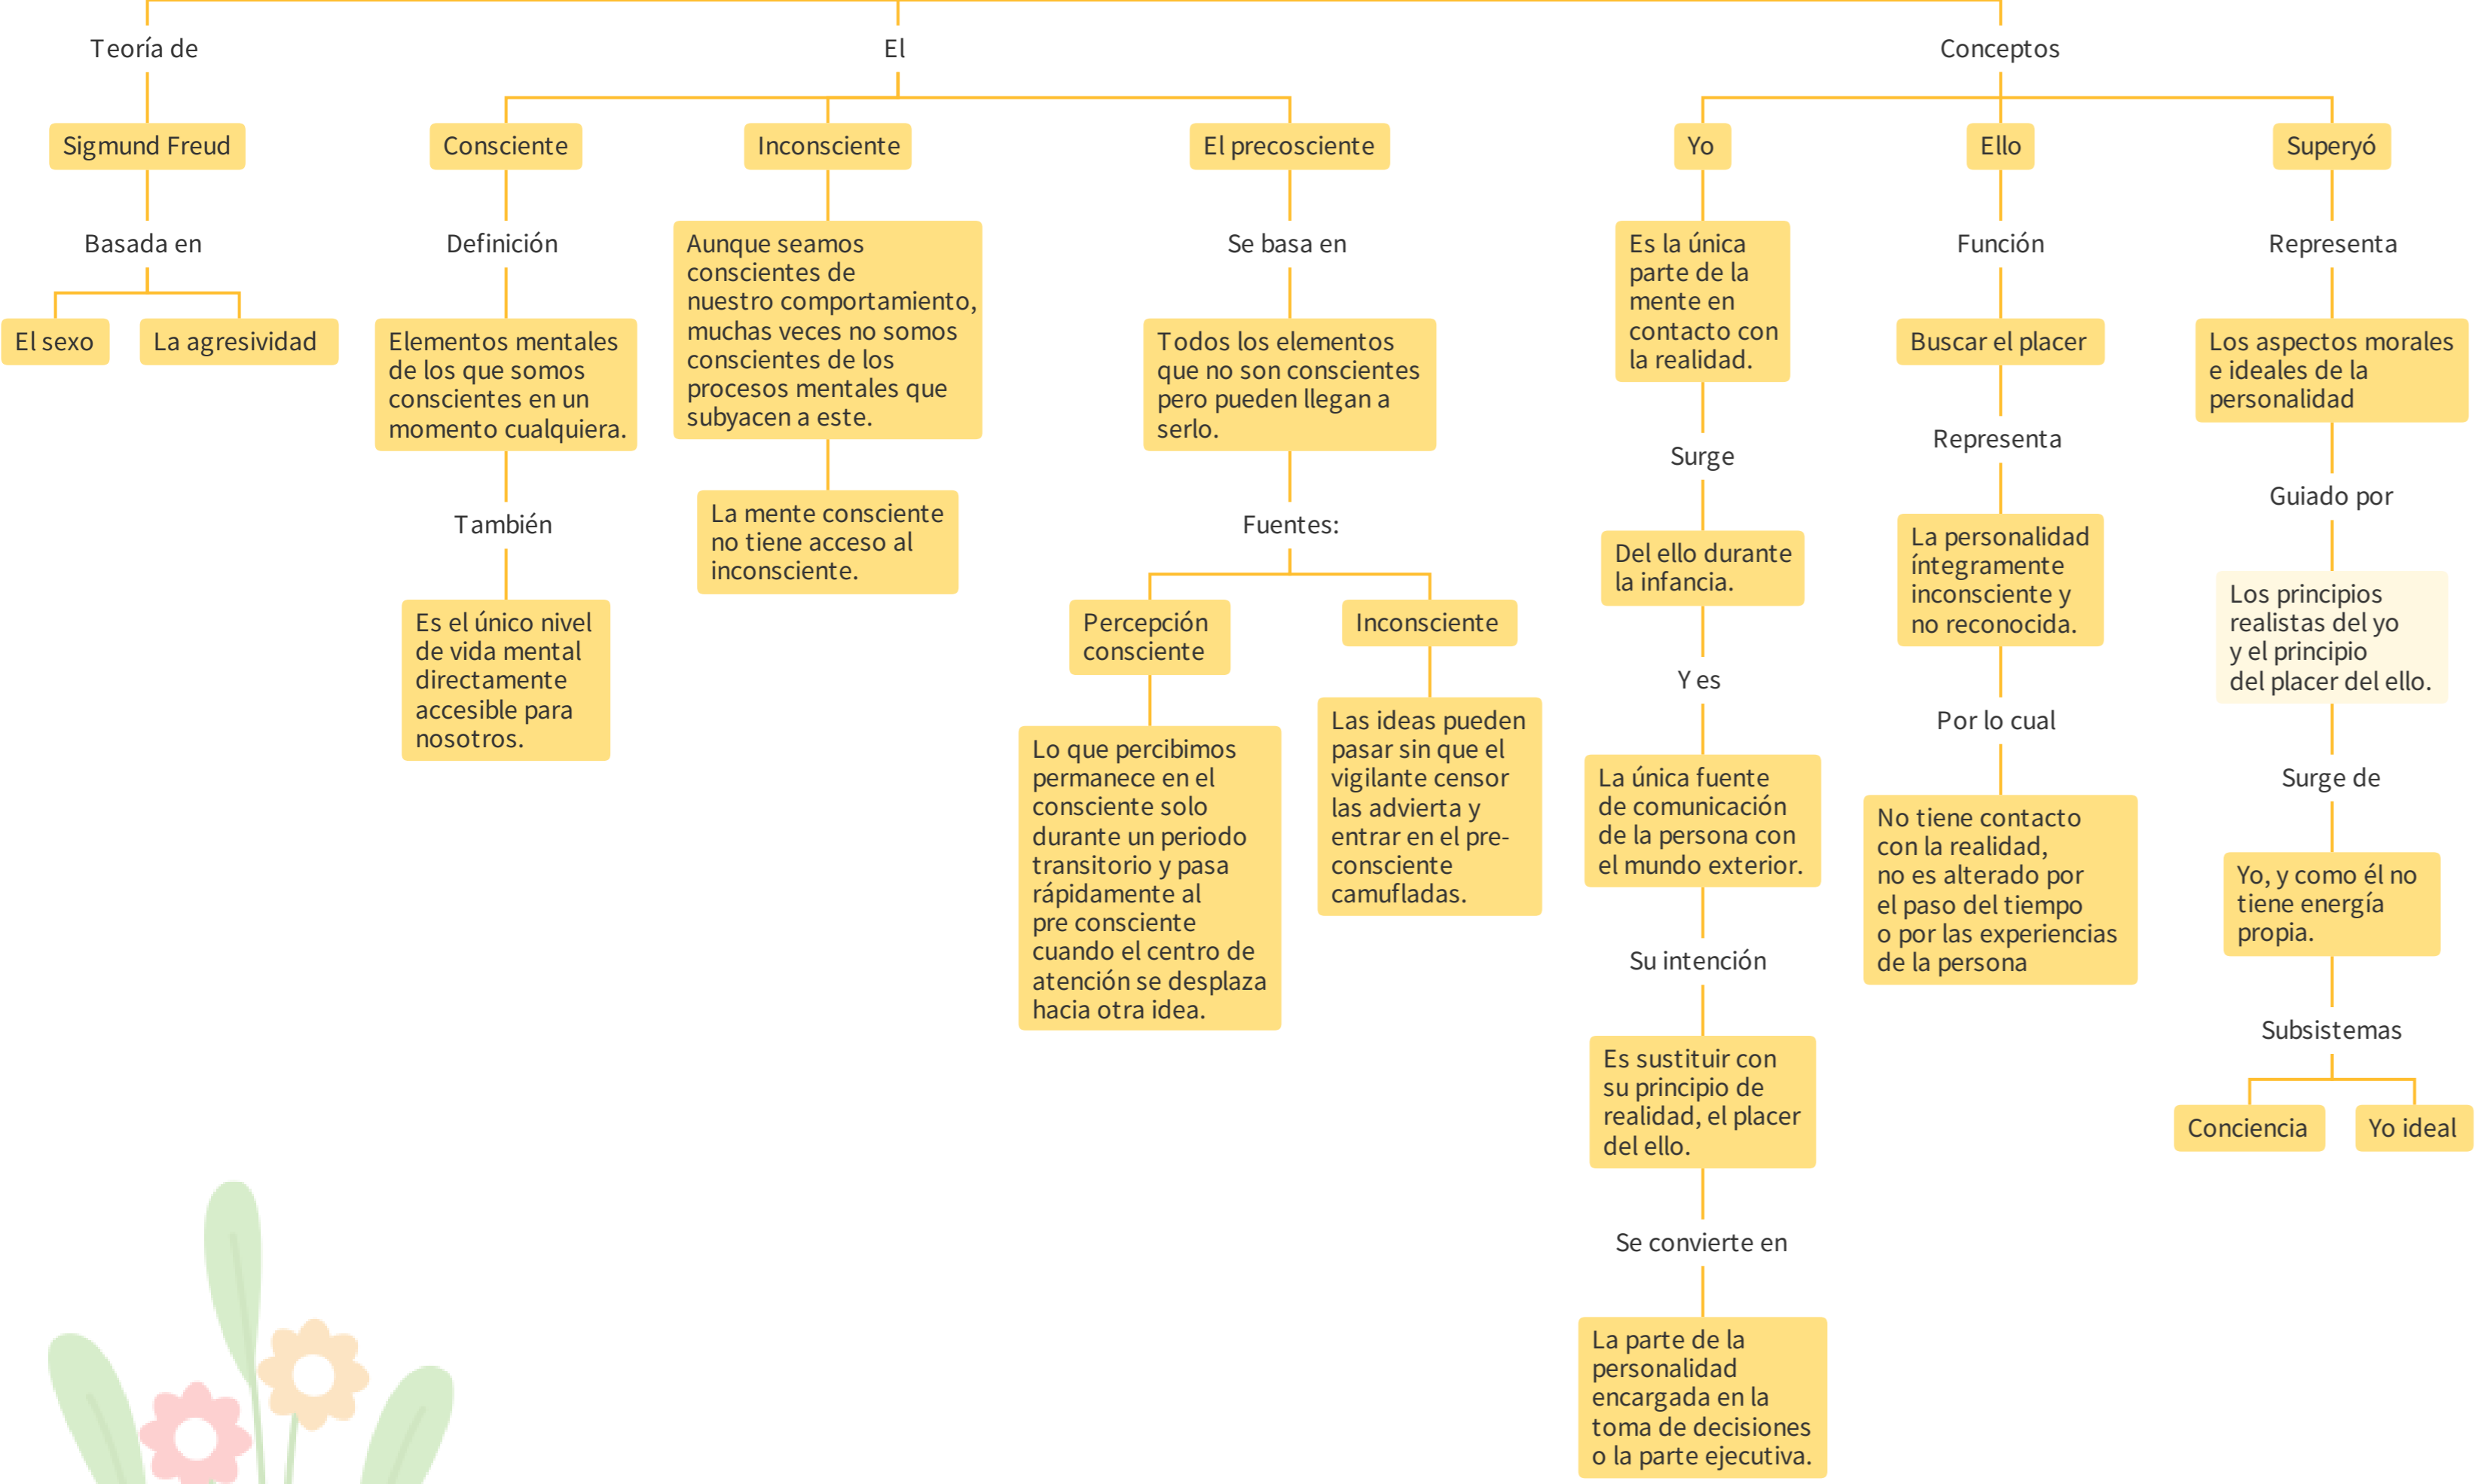 Teoría de
Sigmund Freud
Basada en
El sexo
La agresividad
El
Consciente
Definición
Elementos mentales
de los que somos
conscientes en un
momento cualquiera.
También
Es el único nivel
de vida mental
directamente
accesible para
nosotros.
Inconsciente
Aunque seamos
conscientes de
nuestro comportamiento,
muchas veces no somos
conscientes de los
procesos mentales que
subyacen a este.
La mente consciente
no tiene acceso al
inconsciente.
El precosciente
Se basa en
Todos los elementos
que no son conscientes
pero pueden llegan a
serlo.
Fuentes:
Percepción
consciente
Lo que percibimos
permanece en el
consciente solo
durante un periodo
transitorio y pasa
rápidamente al
pre consciente
cuando el centro de
atención se desplaza
hacia otra idea.
Inconsciente
Las ideas pueden
pasar sin que el
vigilante censor
las advierta y
entrar en el pre-
consciente
camufladas.
Conceptos
Yo
Es la única
parte de la
mente en
contacto con
la realidad.
Surge
Del ello durante
la infancia.
Y es
La única fuente
de comunicación
de la persona con
el mundo exterior.
Su intención
Es sustituir con
su principio de
realidad, el placer
del ello.
Se convierte en
La parte de la
personalidad
encargada en la
toma de decisiones
o la parte ejecutiva.
Ello
Función
Buscar el placer
Representa
La personalidad
íntegramente
inconsciente y
no reconocida.
Por lo cual
No tiene contacto
con la realidad,
no es alterado por
el paso del tiempo
o por las experiencias
de la persona
Superyó
Representa
Los aspectos morales
e ideales de la
personalidad
Guiado por
Los principios
realistas del yo
y el principio
del placer del ello.
Surge de
Yo, y como él no
tiene energía
propia.
Subsistemas
Conciencia
Yo ideal